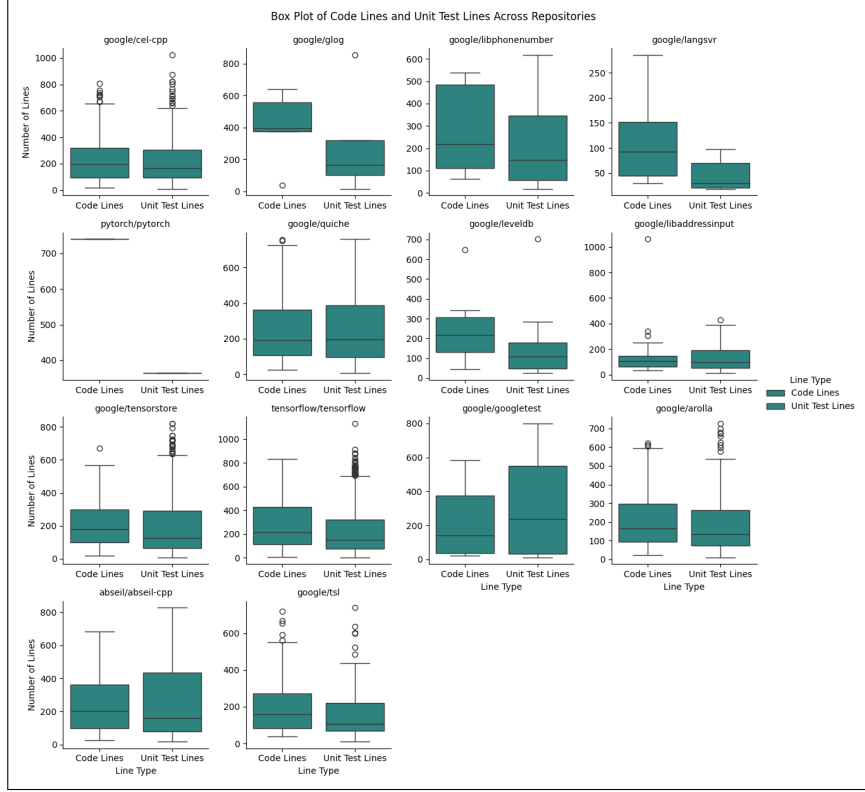 Box Plot of Code Lines and Unit Test Lines Across Repositories
google/cel-cpp
Number of Lines
1000
800
600
400
200
0
Code Lines Unit Test Lines
google/glog
800
600
400
200
0
Code Lines Unit Test Lines
google/libphonenumber
600
500
400
300
200
100
0
Code Lines Unit Test Lines
google/langsvr
250
200
150
100
50
Code Lines Unit Test Lines
pytorch/pytorch
Number of Lines
700
600
500
400
Code Lines Unit Test Lines
google/quiche
600
400
200
0
Code Lines Unit Test Lines
google/leveldb
700
600
500
400
300
200
100
0
Code Lines Unit Test Lines
google/libaddressinput
1000
800
600
400
200
0
Code Lines Unit Test Lines
Line Type
Code Lines
Unit Test Lines
google/tensorstore
Number of Lines
800
600
400
200
0
Code Lines Unit Test Lines
tensorflow/tensorflow
1000
800
600
400
200
0
Code Lines Unit Test Lines
google/googletest
800
600
400
200
0
Code Lines Unit Test Lines
Line Type
google/arolla
700
600
500
400
300
200
100
0
Code Lines Unit Test Lines
Line Type
abseil/abseil-cpp
Number of Lines
800
600
400
200
0
Code Lines Unit Test Lines
Line Type
google/tsl
600
400
200
0
Code Lines Unit Test Lines
Line Type